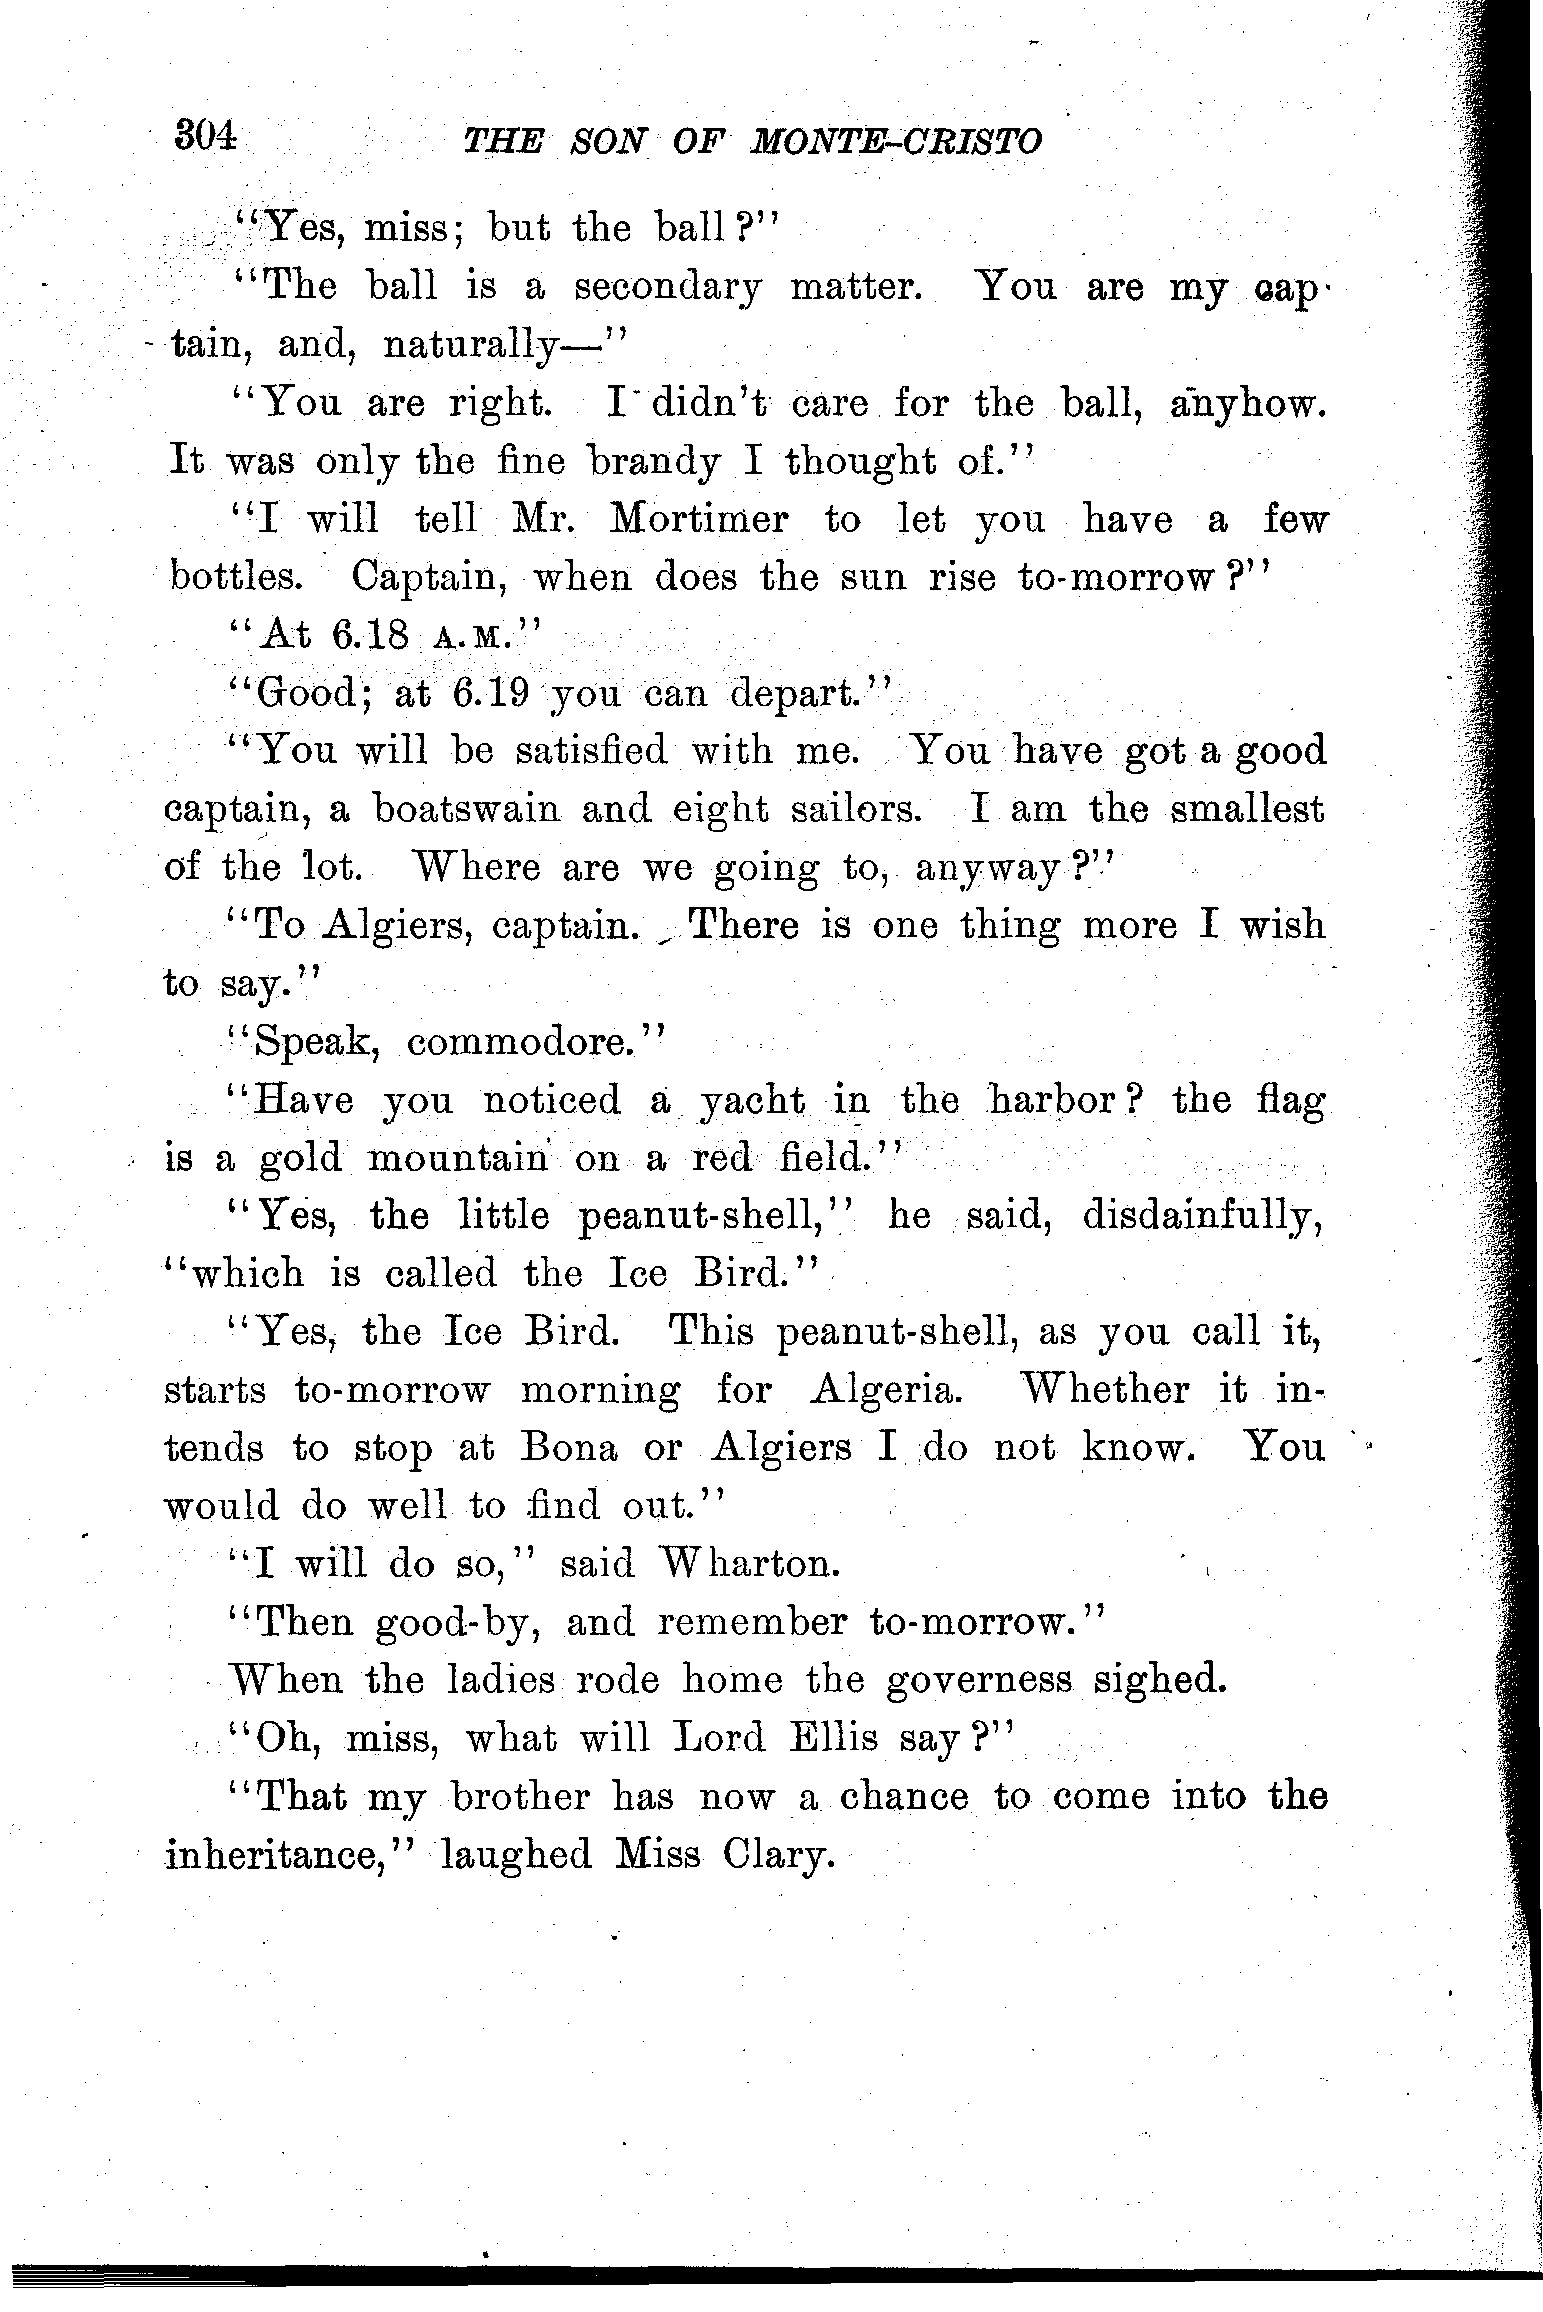 304 THE SON OF MONTE-CRISTO
"Yes, miss; but the ball?"
"The ball is a secondary matter. You are my cap-
tain, and, naturally—"
"You are right. I didn't care for the ball, anyhow.
It was only the fine brandy I thought of."
"I will tell Mr. Mortimer to let you have a few
bottles. Captain, when does the sun rise to-morrow?"
"At 6.18 A.M."
"Good; at 6.19 you can depart."
"You will be satisfied with me. You have got a good
captain, a boatswain and eight sailors. I am the smallest
of the lot. Where are we going to, anyway?"
"To Algiers, captain. There is one thing more I wish
to say."
"Speak, commodore."
"Have you noticed a yacht in the harbor? the flag
is a gold mountain on a red field."
"Yes, the little peanut-shell," he said, disdainfully,
"which is called the Ice Bird."
"Yes, the Ice Bird. This peanut-shell, as you call it,
starts to-morrow morning for Algeria. Whether it in-
tends to stop at Bona or Algiers I do not know. You
would do well to find out."
"I will do so," said Wharton.
"Then good-by, and remember to-morrow."
When the ladies rode home the governess sighed.
"Oh, miss, what will Lord Ellis say?"
"That my brother has now a chance to come into the
inheritance," laughed Miss Clary.